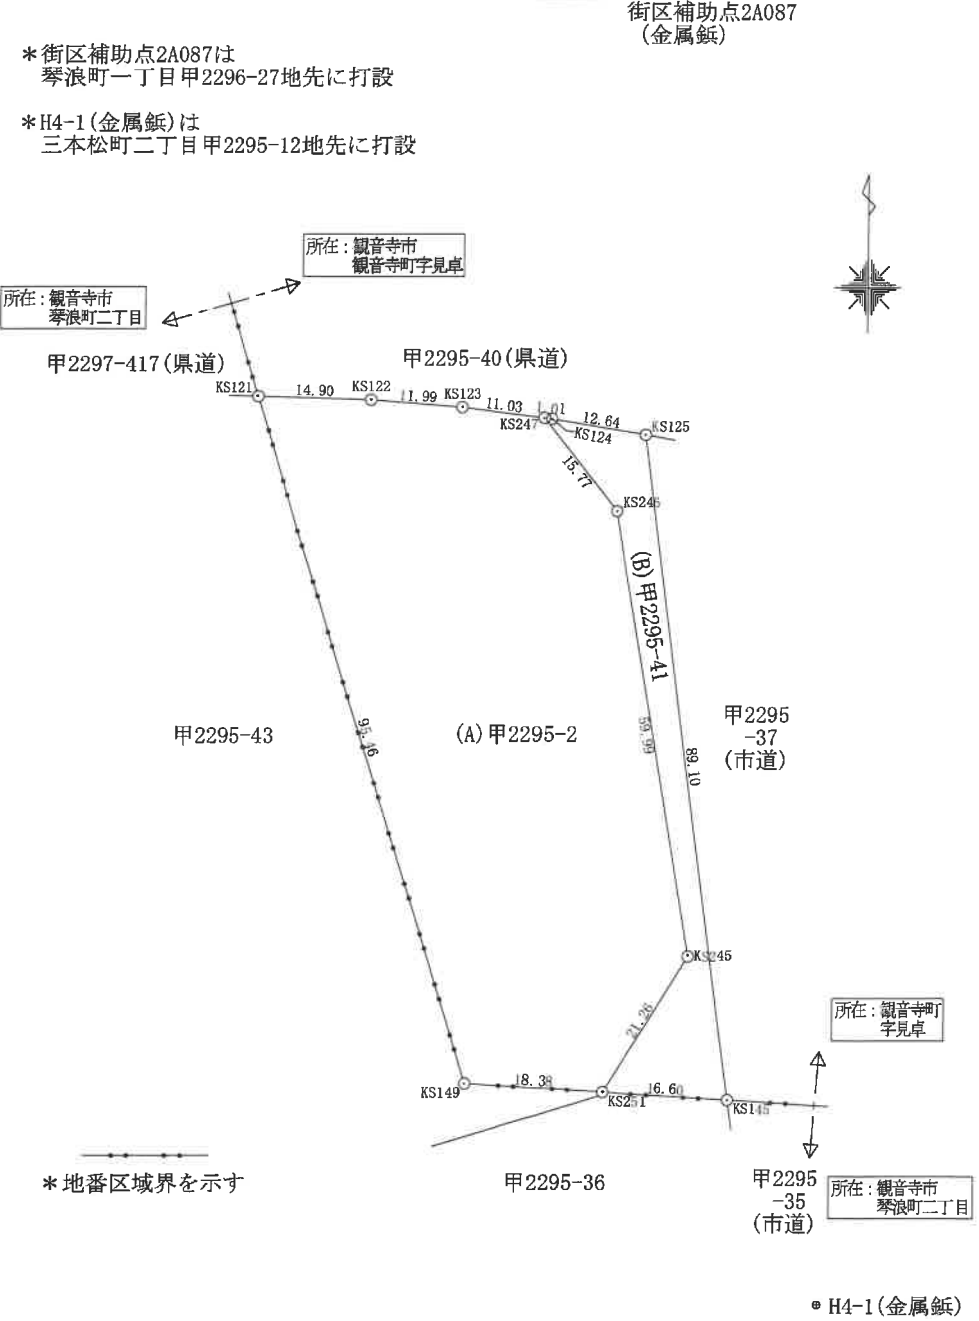 街区補助点2A087
(金属鋲)
＊街区補助点2A087は
琴浪町一丁目甲2296-27地先に打設
＊H4-1(金属鋲)は
三本松町二丁目甲2295-12地先に打設
所在：観音寺市
観音寺町字見卓
所在：観音寺市
琴浪町二丁目
甲2297-417(県道)
甲2295-40(県道)
KS121
14.90
KS122
11.99
KS123
11.03
1.01
12.64
KS125
KS247
KS124
15.77
KS246
(B)甲2295-41
甲2295-43
95.46
(A)甲2295-2
59.99
89.10
甲2295
-37
(市道)
KS245
21.26
所在：観音寺町
字見卓
KS149
18.38
KS251
16.60
KS145
＊地番区域界を示す
甲2295-36
甲2295
-35
(市道)
所在：観音寺市
琴浪町二丁目
H4-1(金属鋲)